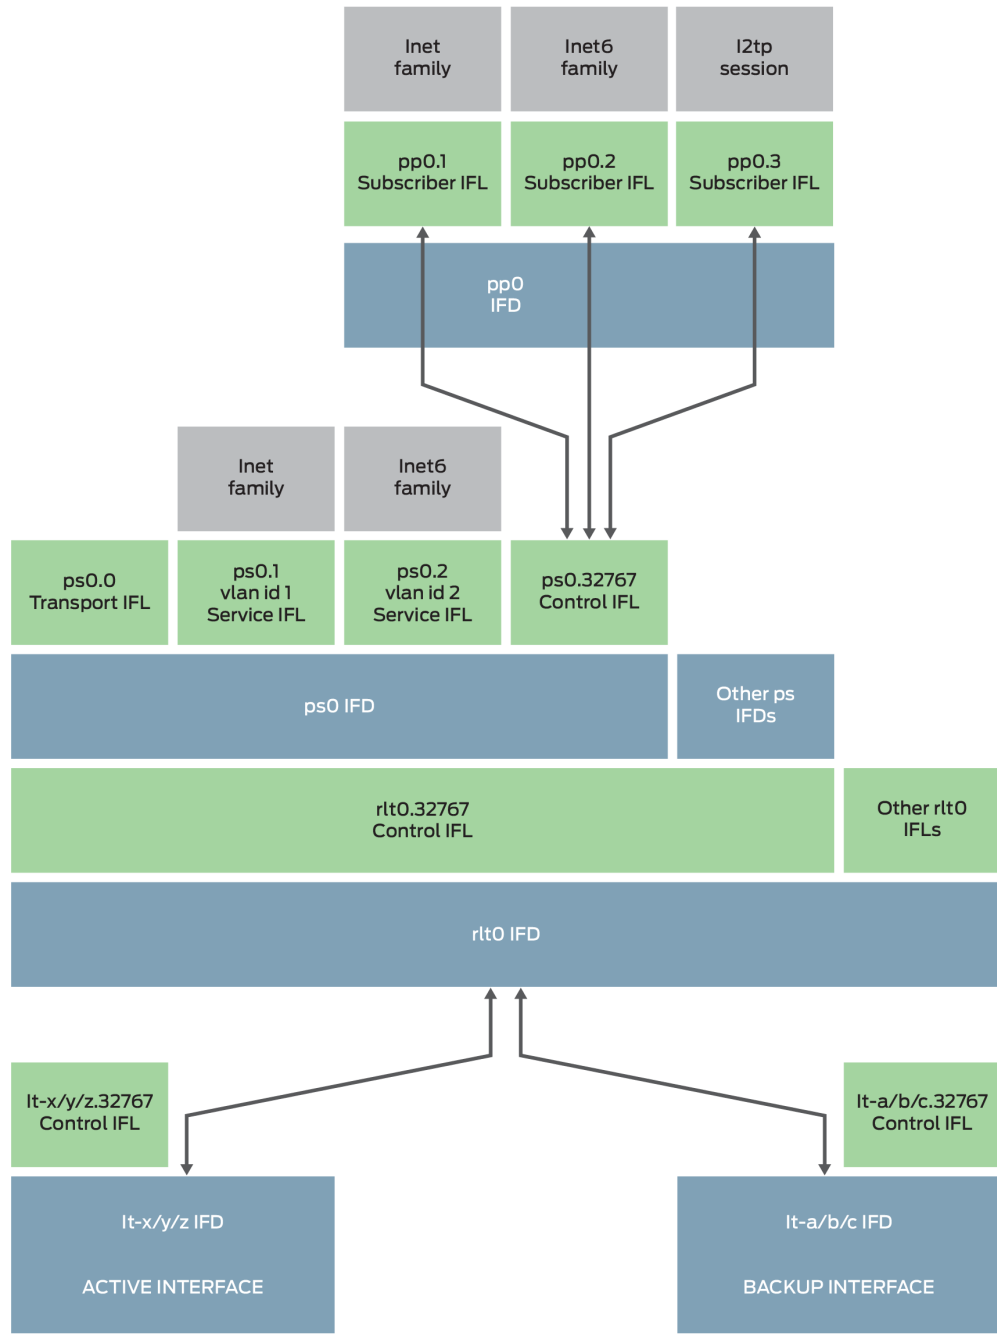 Inet
family
Inet6
family
l2tp
session
pp0.1
Subscriber IFL
pp0.2
Subscriber IFL
pp0.3
Subscriber IFL
pp0
IFD
Inet
family
Inet6
family
ps0.0
Transport IFL
ps0.1
vlan id 1
Service IFL
ps0.2
vlan id 2
Service IFL
ps0.32767
Control IFL
ps0 IFD
Other ps
IFDs
rlt0.32767
Control IFL
Other rlt0
IFLs
rlt0 IFD
lt-x/y/z.32767
Control IFL
lt-a/b/c.32767
Control IFL
lt-x/y/z IFD
ACTIVE INTERFACE
lt-a/b/c IFD
BACKUP INTERFACE